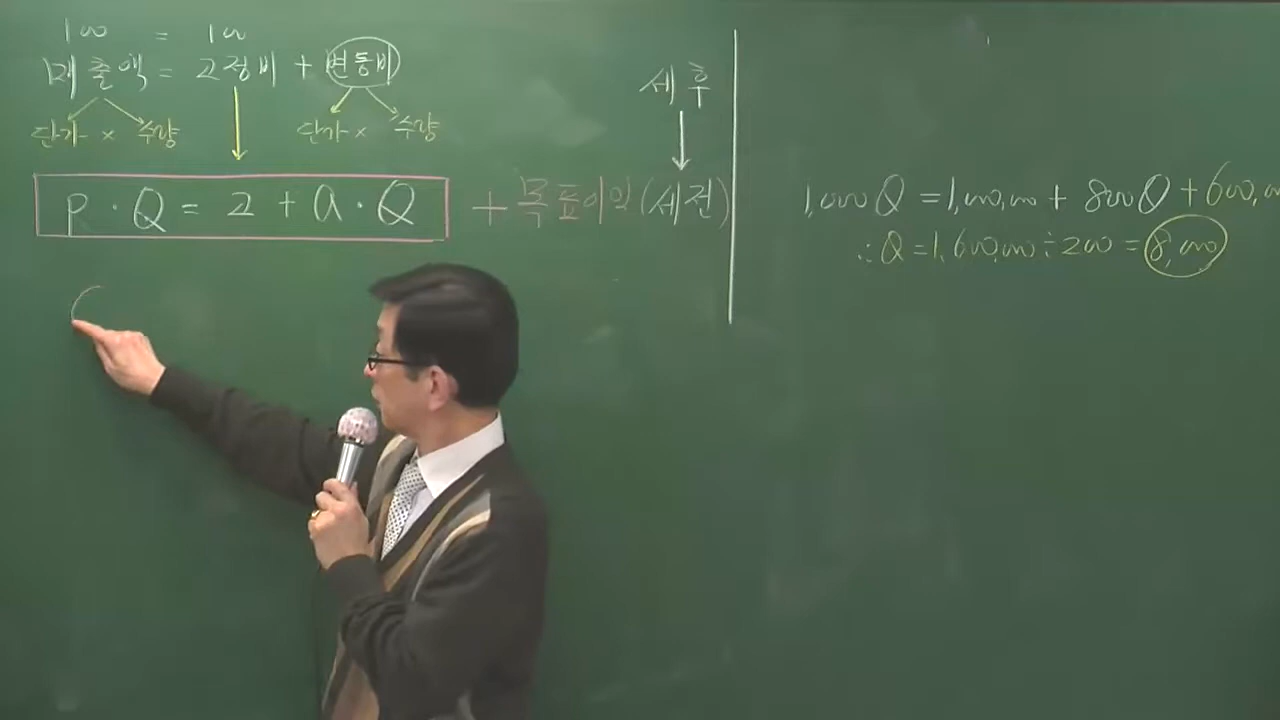 100 = 100
매출액 = 고정비 + 변동비
단가 × 수량 단가 × 수량
세후
P · Q = 고 + a · Q + 목표이익 (세전)
1,000Q = 1,000,000 + 800Q + 600,00
∴ Q = 1,600,000 ÷ 200 = 8,000